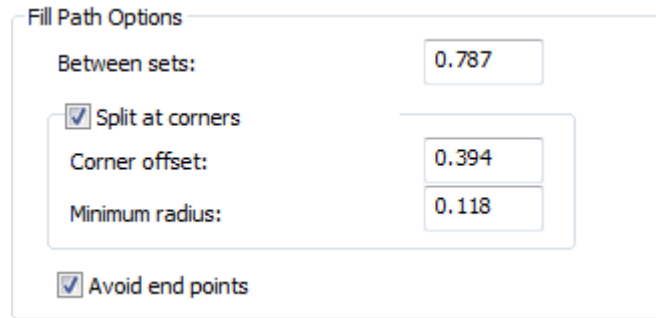 Fill Path Options
Between sets: 0.787
Split at corners
Corner offset: 0.394
Minimum radius: 0.118
Avoid end points